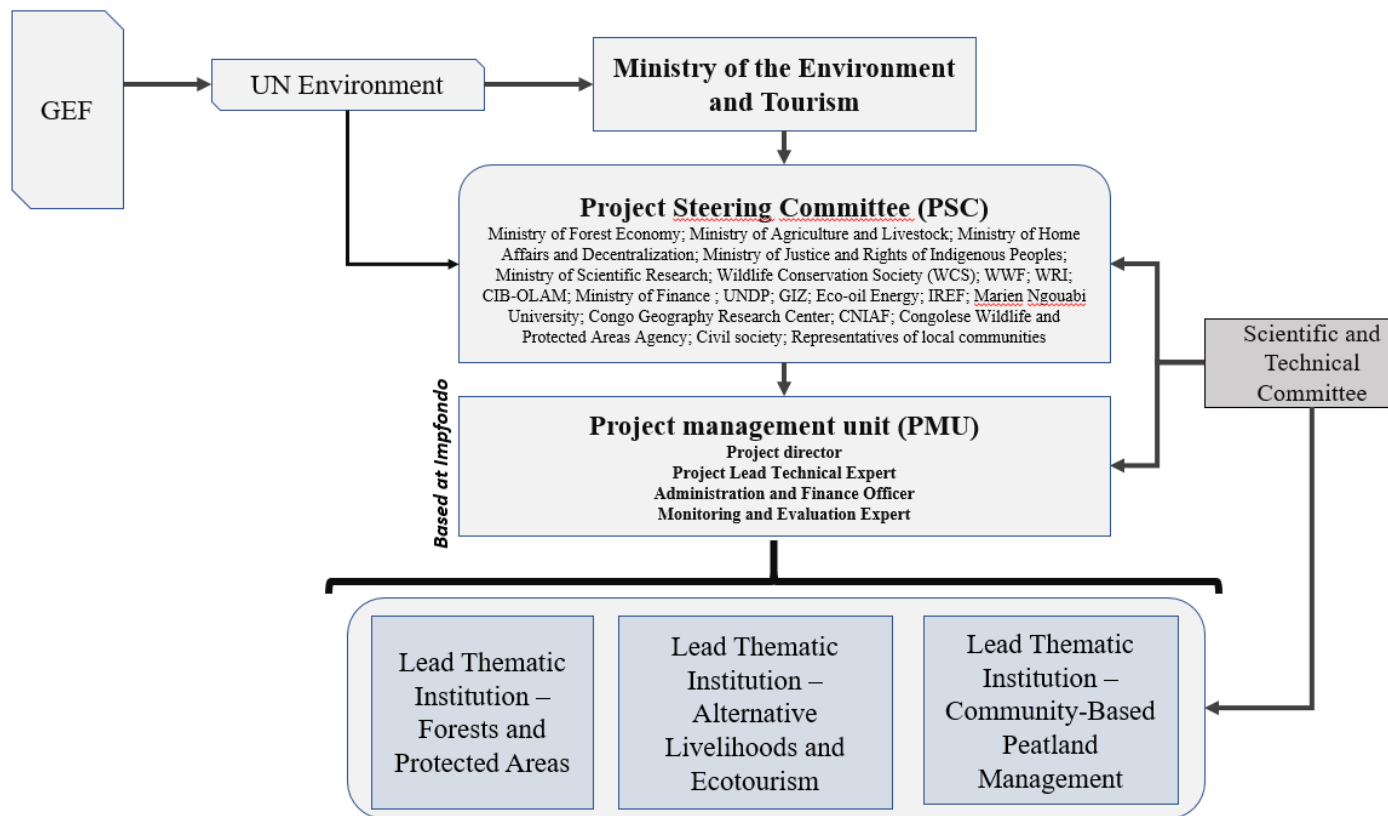 GEF
UN Environment
Ministry of the Environment
and Tourism
Project Steering Committee (PSC)
Ministry of Forest Economy; Ministry of Agriculture and Livestock; Ministry of Home
Affairs and Decentralization; Ministry of Justice and Rights of Indigenous Peoples;
Ministry of Scientific Research; Wildlife Conservation Society (WCS); WWF; WRI;
CIB-OLAM; Ministry of Finance ; UNDP; GIZ; Eco-oil Energy; IREF; Marien Ngouabi
University; Congo Geography Research Center; CNIAF; Congolese Wildlife and
Protected Areas Agency; Civil society; Representatives of local communities
Scientific and
Technical
Committee
Based at Impfondo
Project management unit (PMU)
Project director
Project Lead Technical Expert
Administration and Finance Officer
Monitoring and Evaluation Expert
Lead Thematic
Institution –
Forests and
Protected Areas
Lead Thematic
Institution –
Alternative
Livelihoods and
Ecotourism
Lead Thematic
Institution –
Community-Based
Peatland
Management